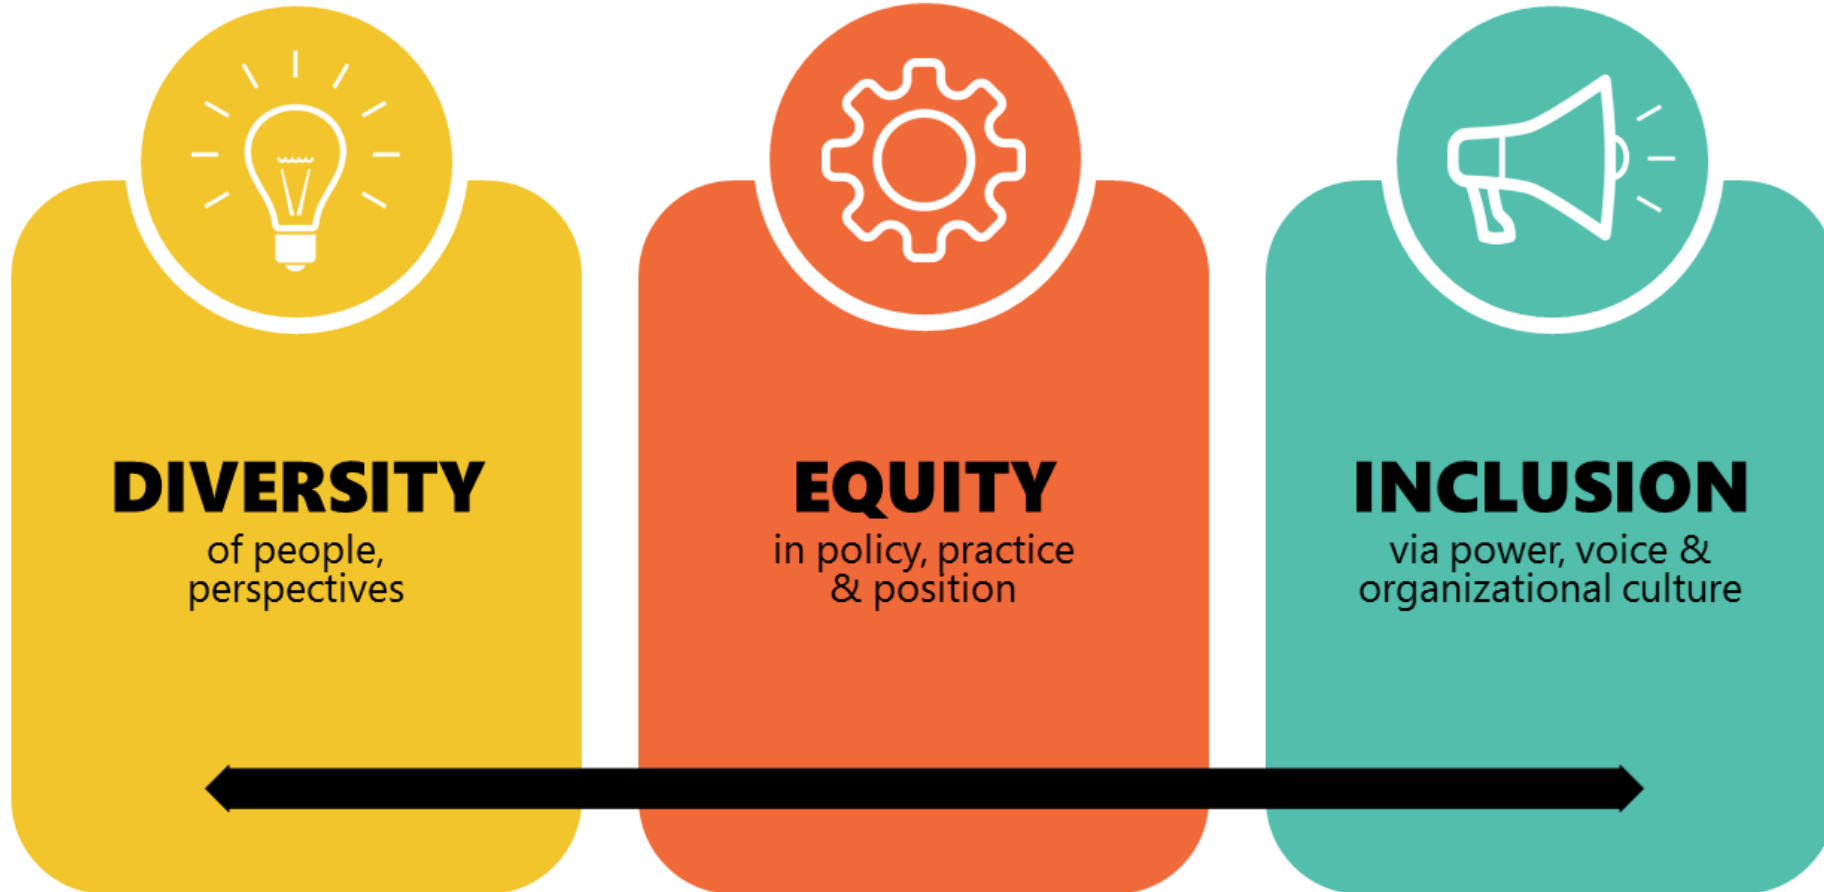 DIVERSITY
of people,
perspectives
EQUITY
in policy, practice
& position
INCLUSION
via power, voice &
organizational culture